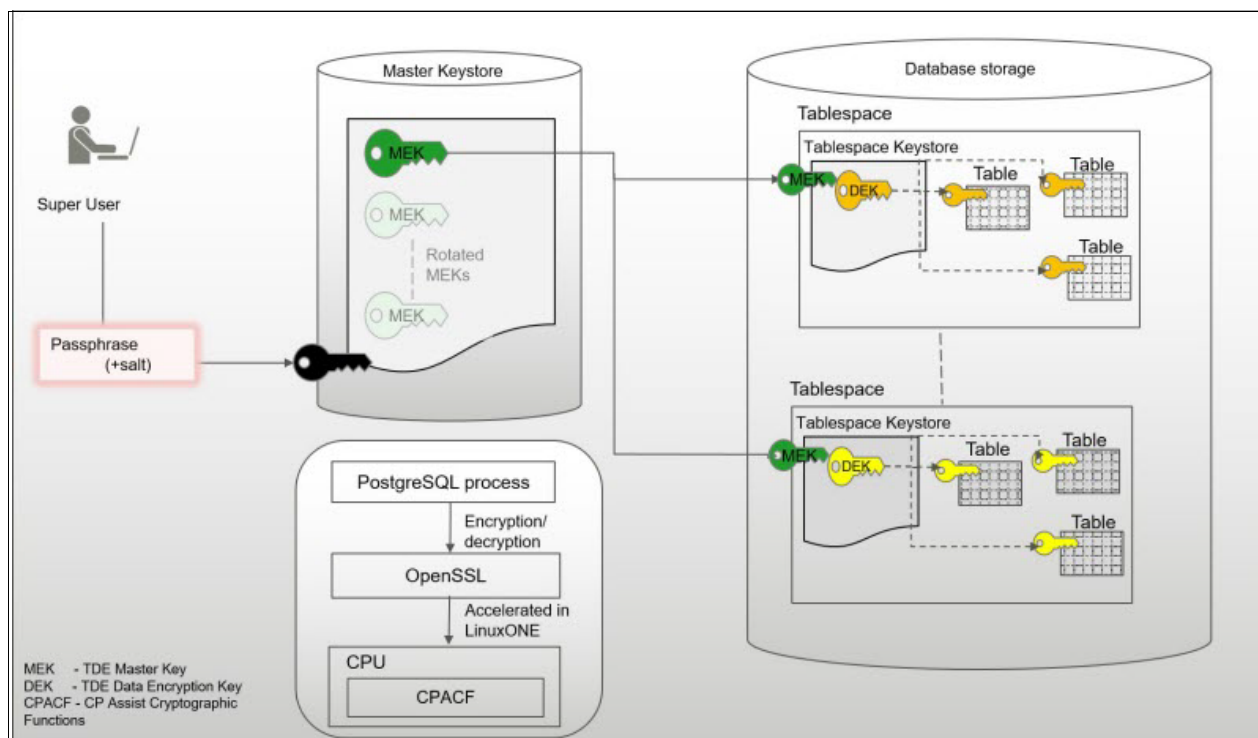 Master Keystore
MEK
MEK
Rotated
MEKs
MEK
Super User
Passphrase
(+salt)
Database storage
Tablespace
Tablespace Keystore
MEK
DEK
Table
Table
Table
Tablespace
Tablespace Keystore
MEK
DEK
Table
Table
Table
PostgreSQL process
Encryption/
decryption
OpenSSL
Accelerated in
LinuxONE
CPU
CPACF
MEK - TDE Master Key
DEK - TDE Data Encryption Key
CPACF - CP Assist Cryptographic
Functions